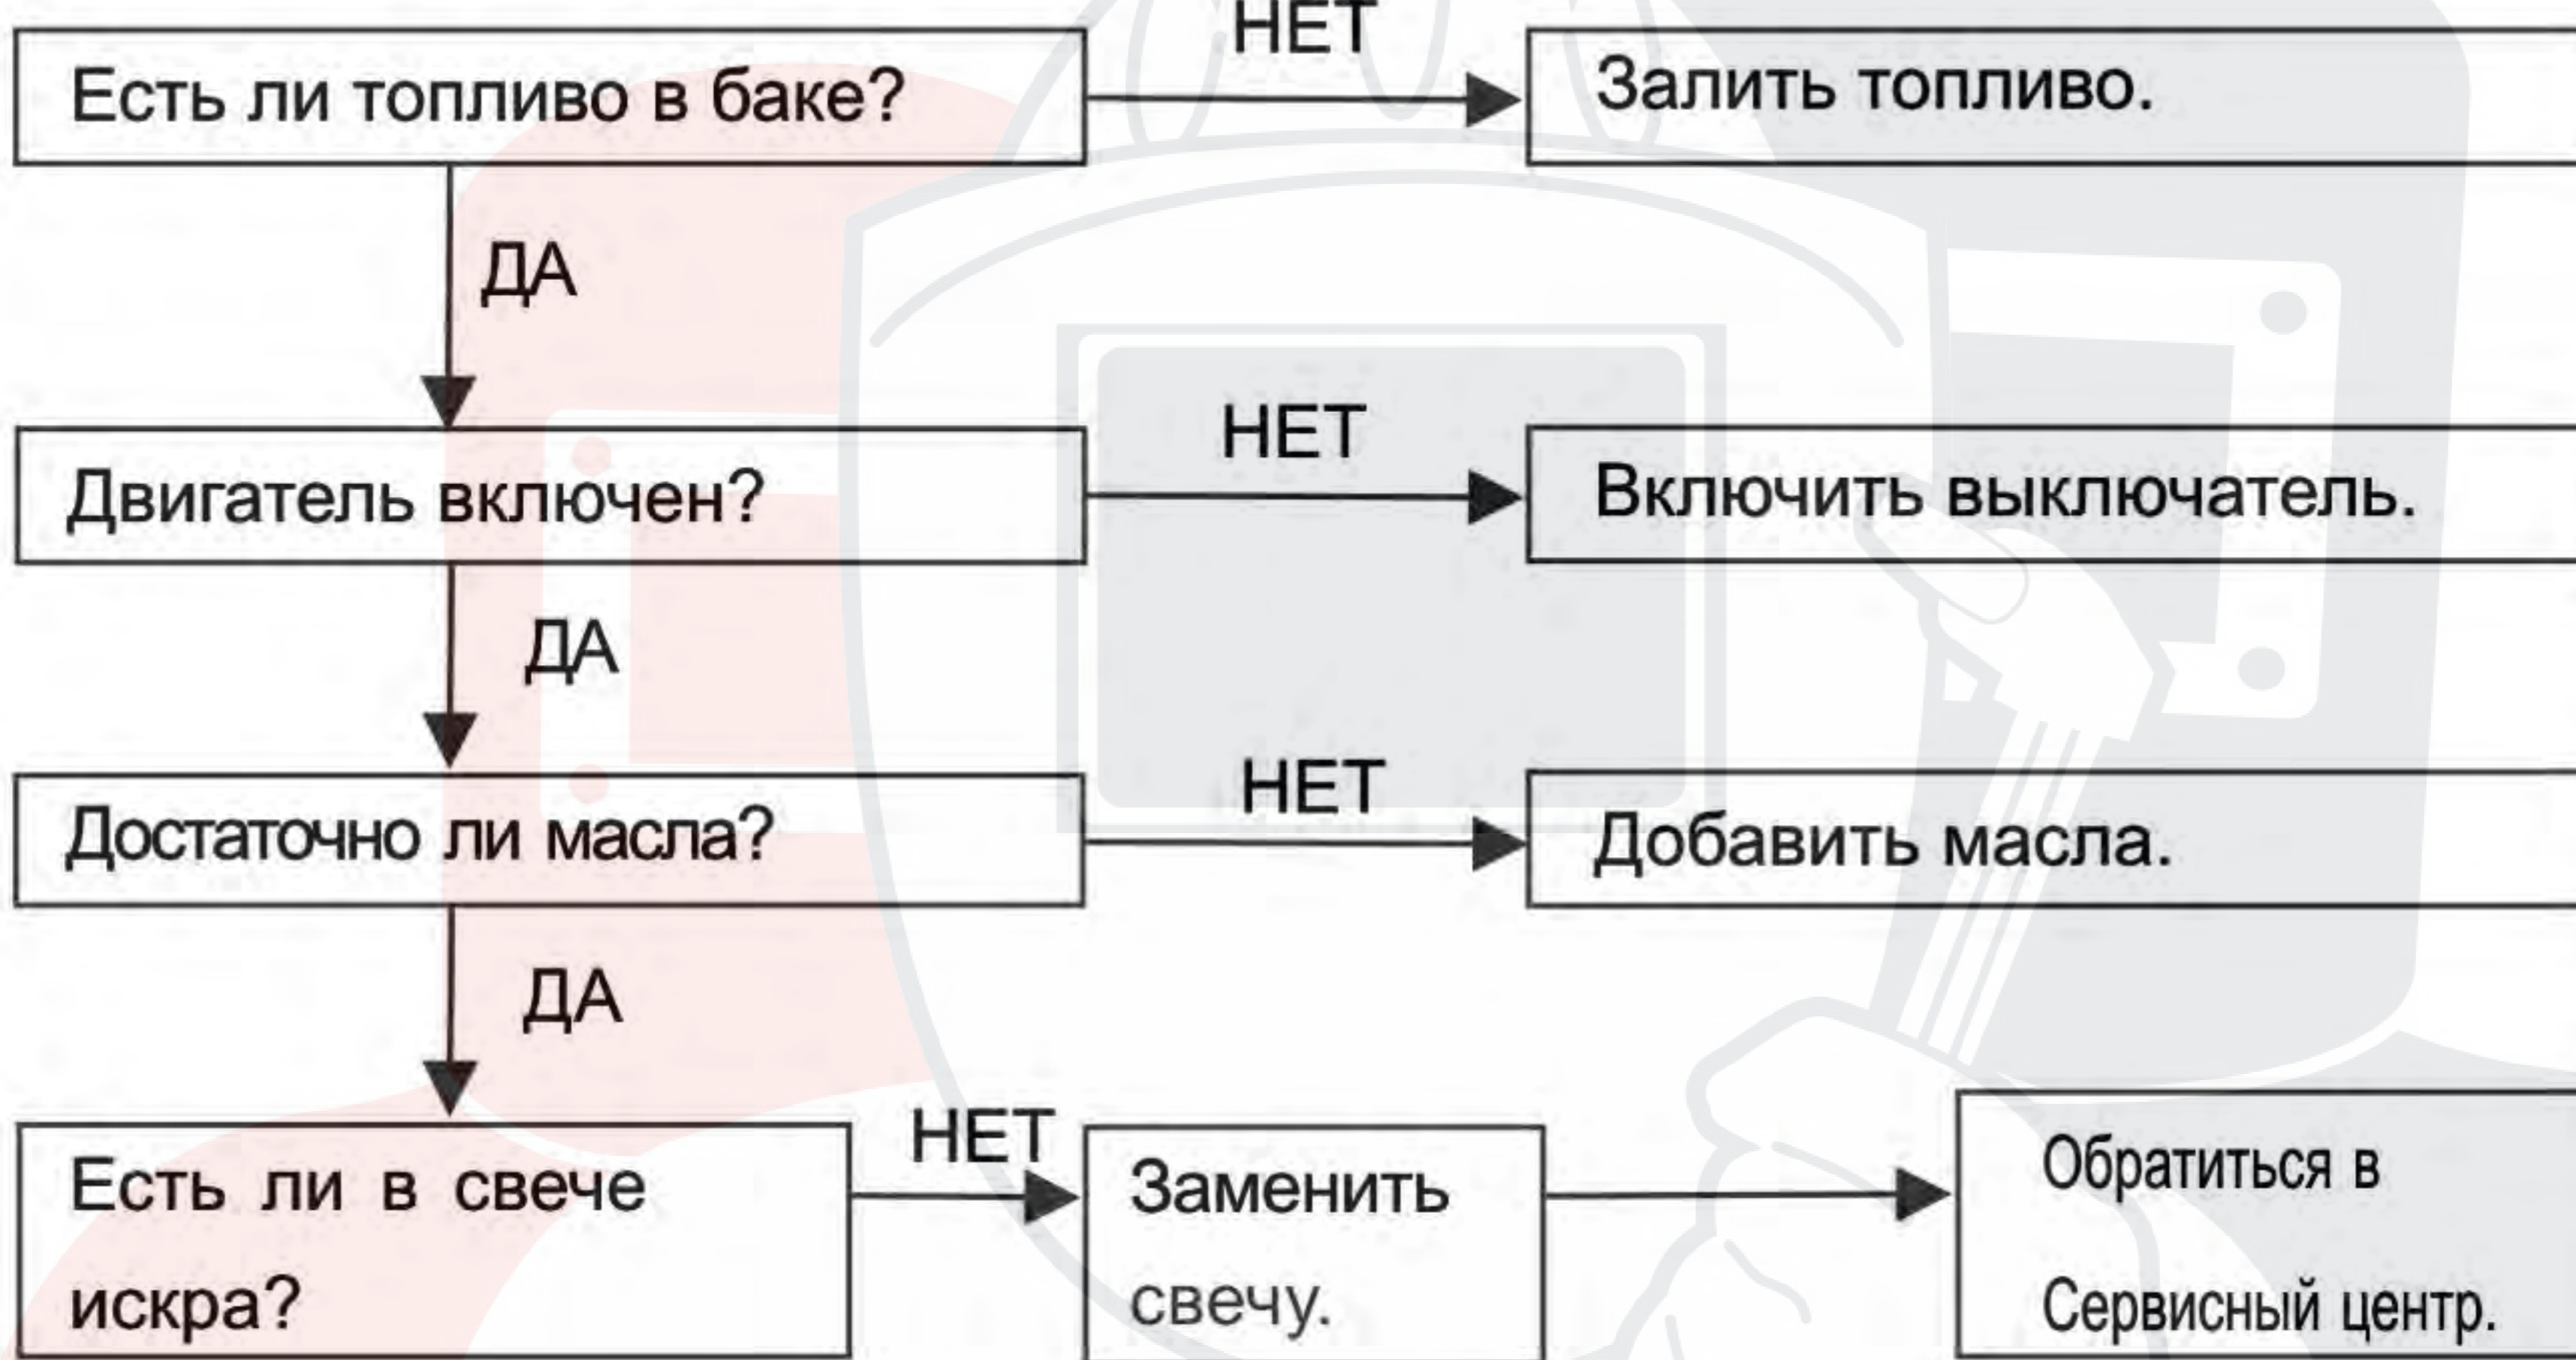 НЕТ
Есть ли топливо в баке?
Залить топливо.
ДА
НЕТ
Двигатель включен?
Включить выключатель.
ДА
НЕТ
Достаточно ли масла?
Добавить масла.
ДА
НЕТ
Есть ли в свече
искра?
Заменить
свечу.
Обратиться в
Сервисный центр.